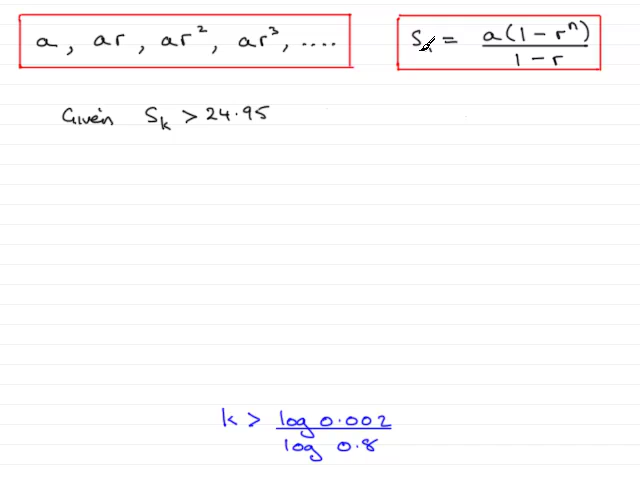 a, ar, ar², ar³, ....
Sₙ = a(1-rⁿ) / 1-r
Given Sₖ > 24.95
k > log 0.002 / log 0.8